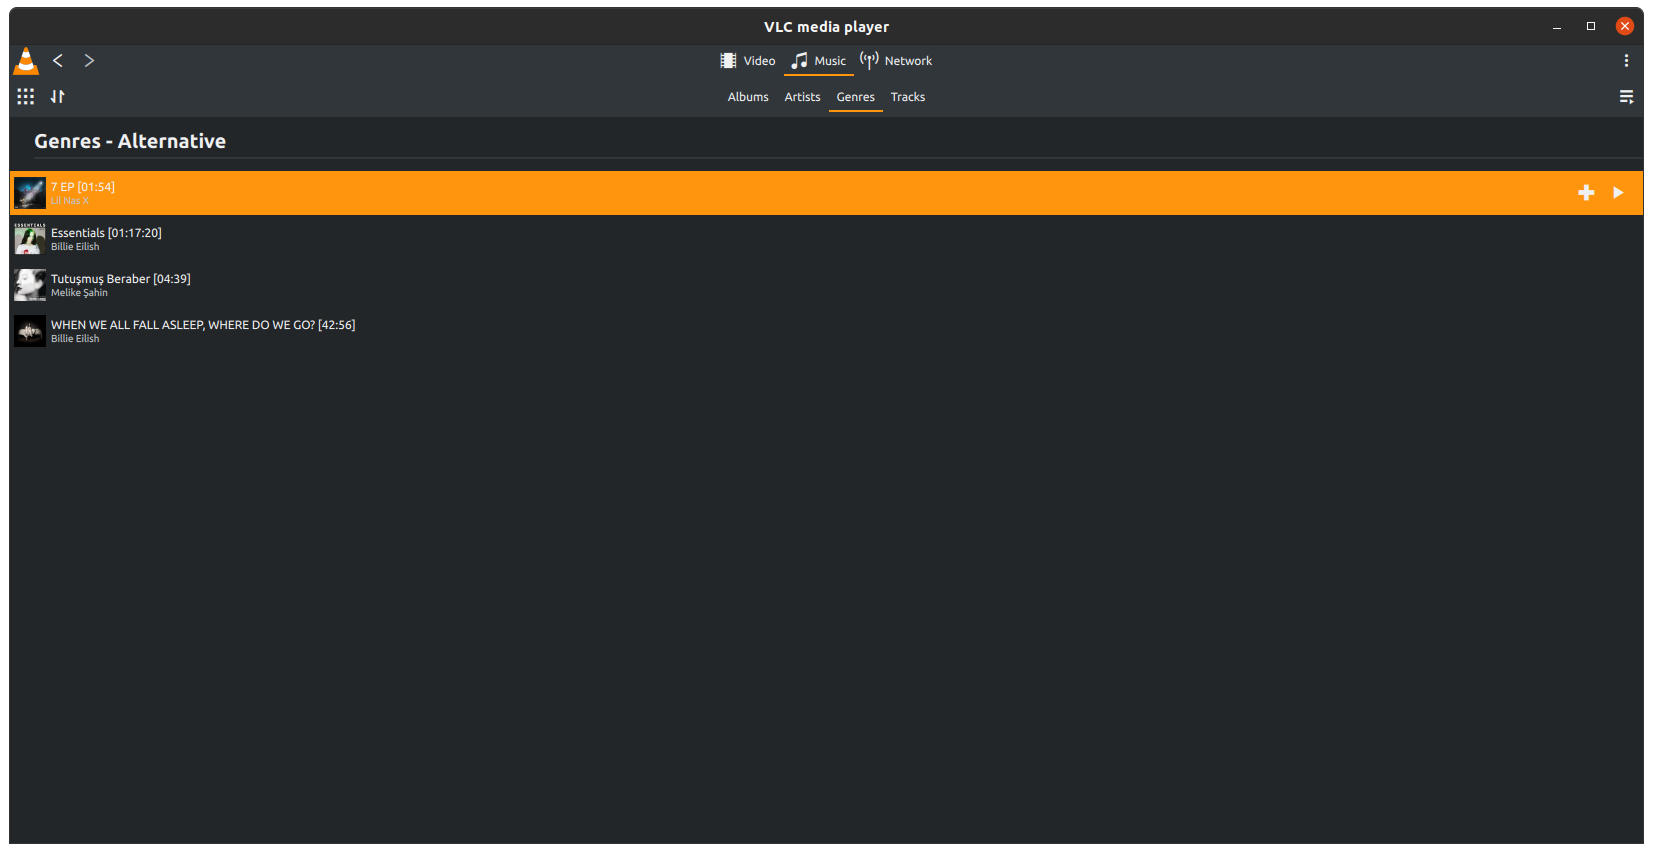 VLC media player
Video Music Network
Albums Artists Genres Tracks
Genres - Alternative
7 EP [01:54]
Lil Nas X
ESSENTIALS
Essentials [01:17:20]
Billie Eilish
Tutuşmuş Beraber [04:39]
Melike Şahin
WHEN WE ALL FALL ASLEEP, WHERE DO WE GO? [42:56]
Billie Eilish